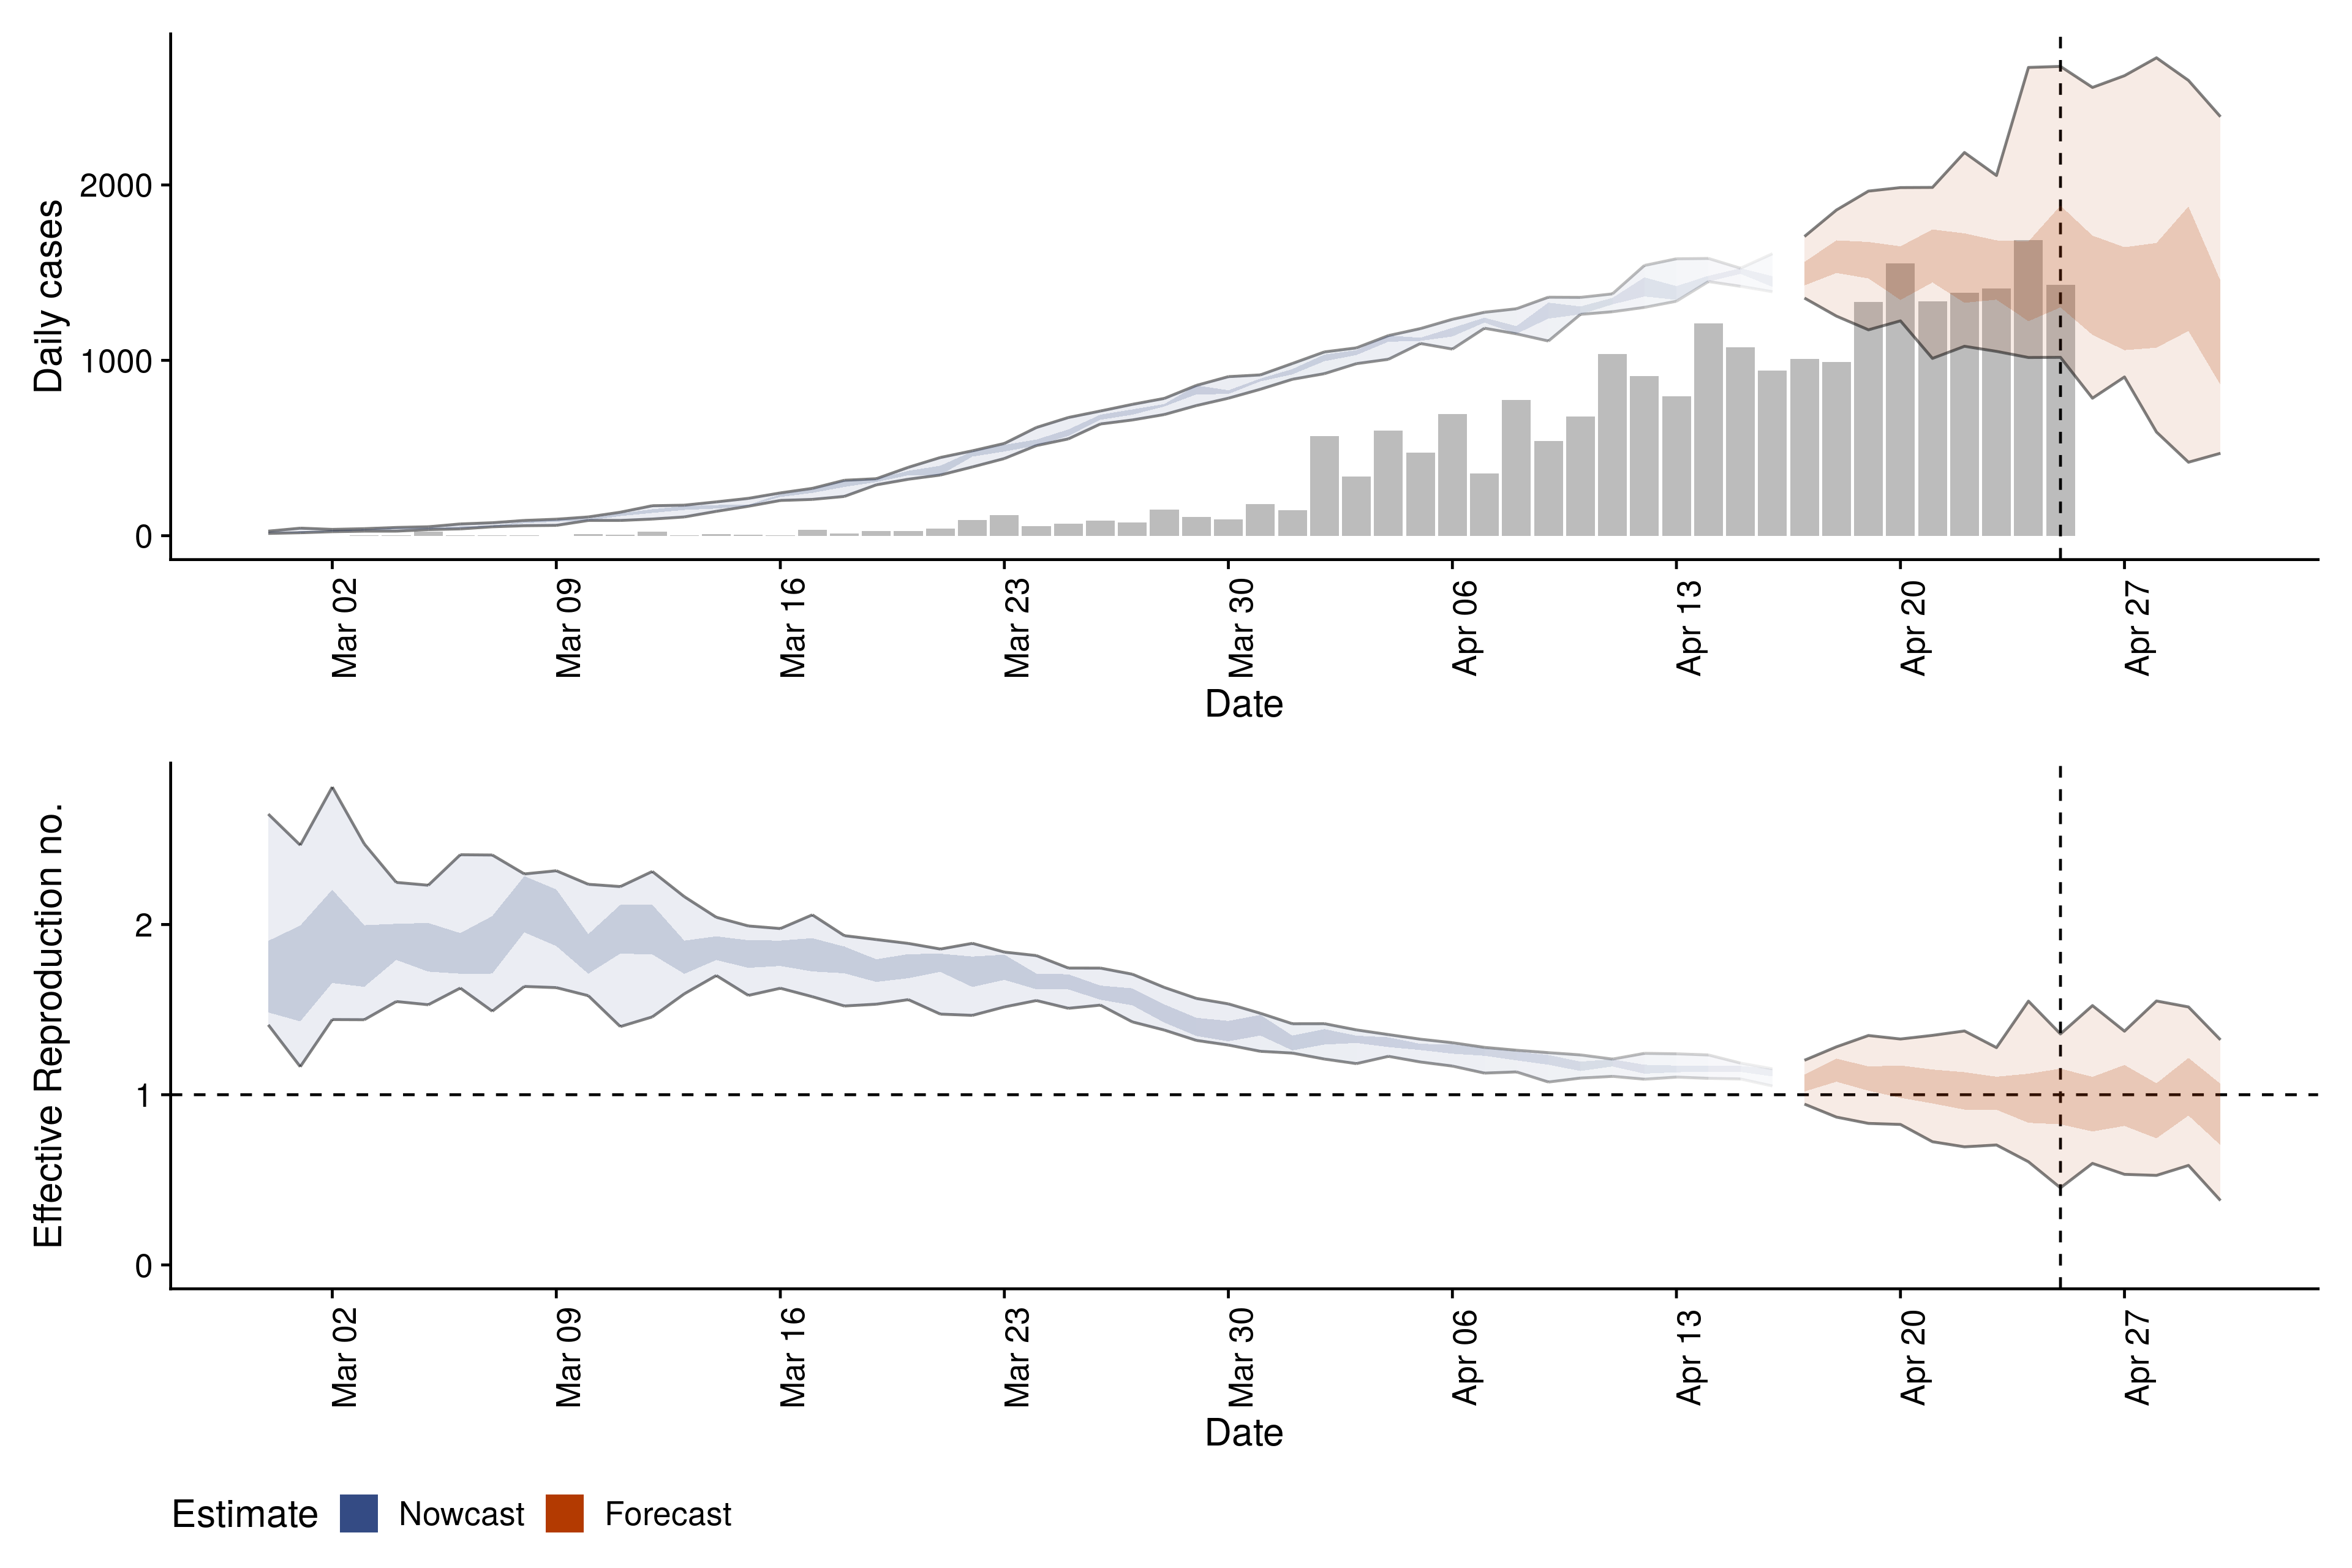 Daily cases
2000
1000
0
Mar 02
Mar 09
Mar 16
Mar 23
Mar 30
Apr 06
Apr 13
Apr 20
Apr 27
Date
Effective Reproduction no.
2
1
0
Mar 02
Mar 09
Mar 16
Mar 23
Mar 30
Apr 06
Apr 13
Apr 20
Apr 27
Date
Estimate Nowcast Forecast